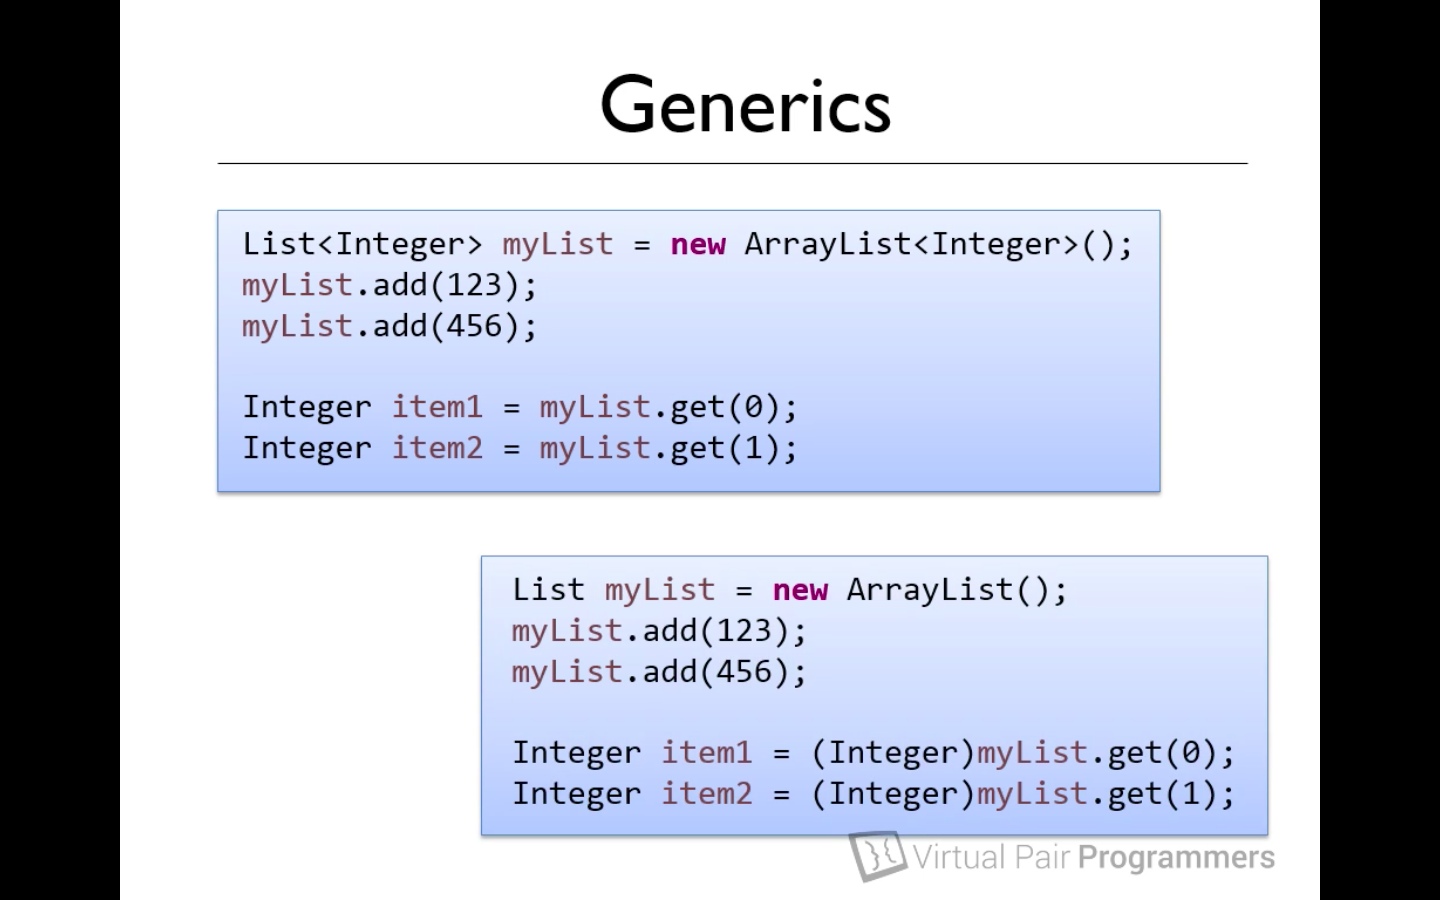 Generics
List<Integer> myList = new ArrayList<Integer>();
myList.add(123);
myList.add(456);
Integer item1 = myList.get(0);
Integer item2 = myList.get(1);
List myList = new ArrayList();
myList.add(123);
myList.add(456);
Integer item1 = (Integer)myList.get(0);
Integer item2 = (Integer)myList.get(1);
Virtual Pair Programmers